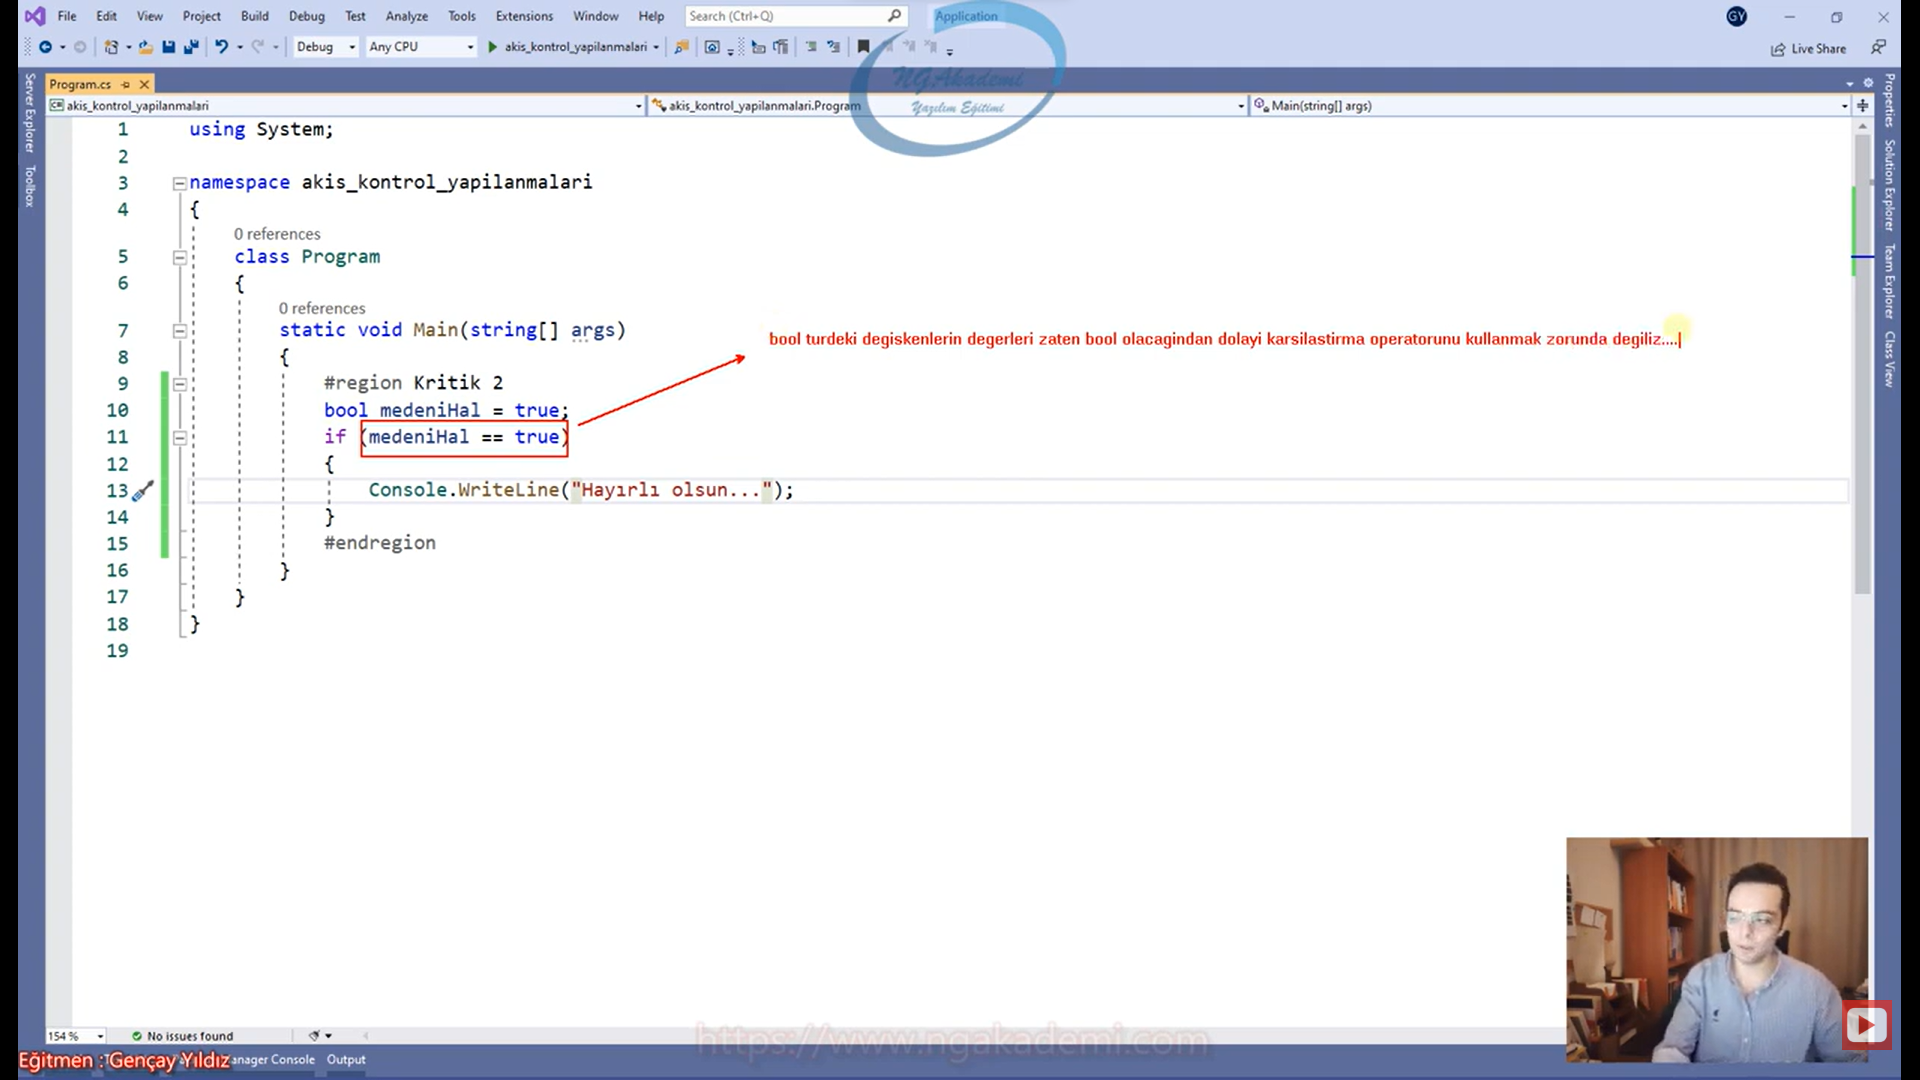 File Edit View Project Build Debug Test Analyze Tools Extensions Window Help Search (Ctrl+Q) Application GY
Debug Any CPU akis_kontrol_yapilanmalari Live Share
NGAkademi
Yazılım Eğitimi
Program.cs
akis_kontrol_yapilanmalari akis_kontrol_yapilanmalari.Program Main(string[] args)
Server Explorer
Toolbox
Properties
Solution Explorer
Team Explorer
Class View
1 using System;
2
3 namespace akis_kontrol_yapilanmalari
4 {
0 references
5 class Program
6 {
0 references
7 static void Main(string[] args)
bool turdeki degiskenlerin degerleri zaten bool olacagindan dolayi karsilastirma operatorunu kullanmak zorunda degiliz....
8 {
9 #region Kritik 2
10 bool medeniHal = true;
11 if (medeniHal == true)
12 {
13 Console.WriteLine("Hayırlı olsun...");
14 }
15 #endregion
16 }
17 }
18 }
19
154 % No issues found
https://www.ngakademi.com
Eğitmen : Gençay Yıldız anager Console Output